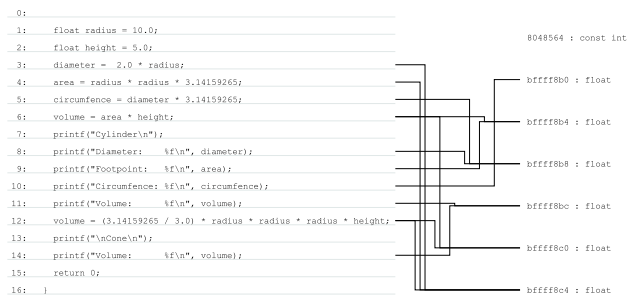 0:
1: float radius = 10.0;
2: float height = 5.0;
3: diameter = 2.0 * radius;
4: area = radius * radius * 3.14159265;
5: circumfence = diameter * 3.14159265;
6: volume = area * height;
7: printf("Cylinder\n");
8: printf("Diameter: %f\n", diameter);
9: printf("Footpoint: %f\n", area);
10: printf("Circumfence: %f\n", circumfence);
11: printf("Volume: %f\n", volume);
12: volume = (3.14159265 / 3.0) * radius * radius * radius * height;
13: printf("\nCone\n");
14: printf("Volume: %f\n", volume);
15: return 0;
16: }
8048564 : const int
bffff8b0 : float
bffff8b4 : float
bffff8b8 : float
bffff8bc : float
bffff8c0 : float
bffff8c4 : float